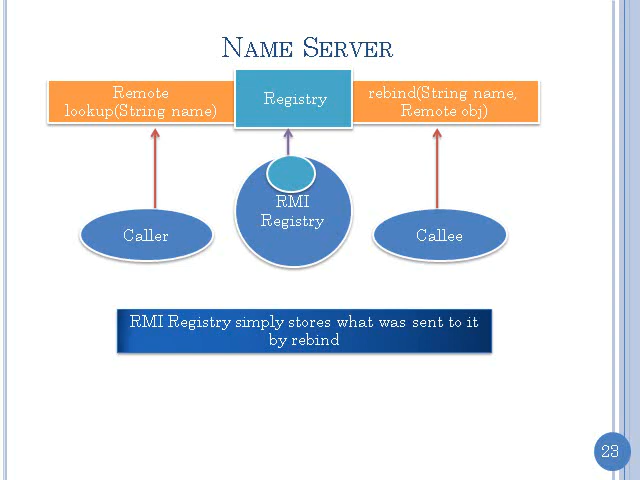 NAME SERVER
Remote
lookup(String name)
Registry
rebind(String name,
Remote obj)
RMI
Registry
Caller
Callee
RMI Registry simply stores what was sent to it
by rebind
23